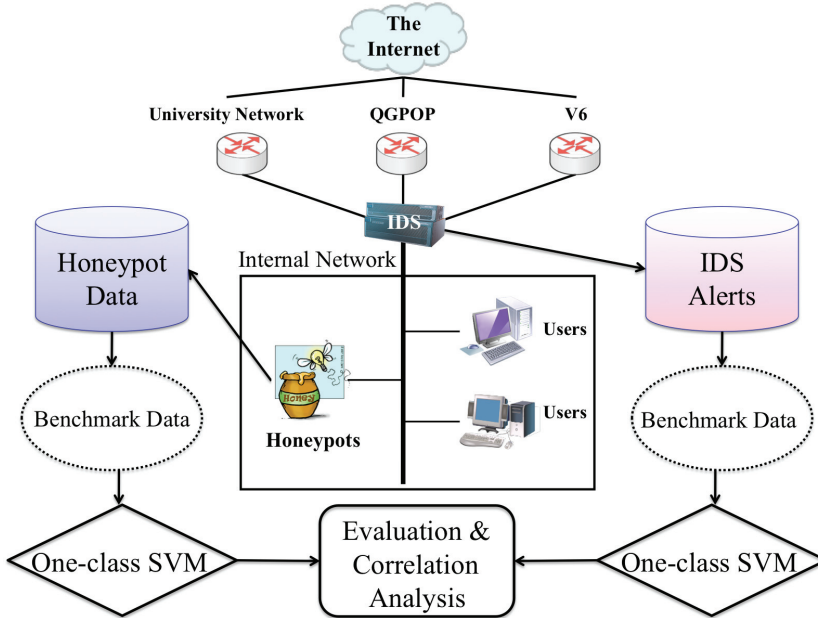 The
Internet
University Network
QGPOP
V6
IDS
Honeypot
Data
Internal Network
IDS
Alerts
Users
Benchmark Data
Honey
Honeypots
Users
Benchmark Data
One-class SVM
Evaluation &
Correlation
Analysis
One-class SVM